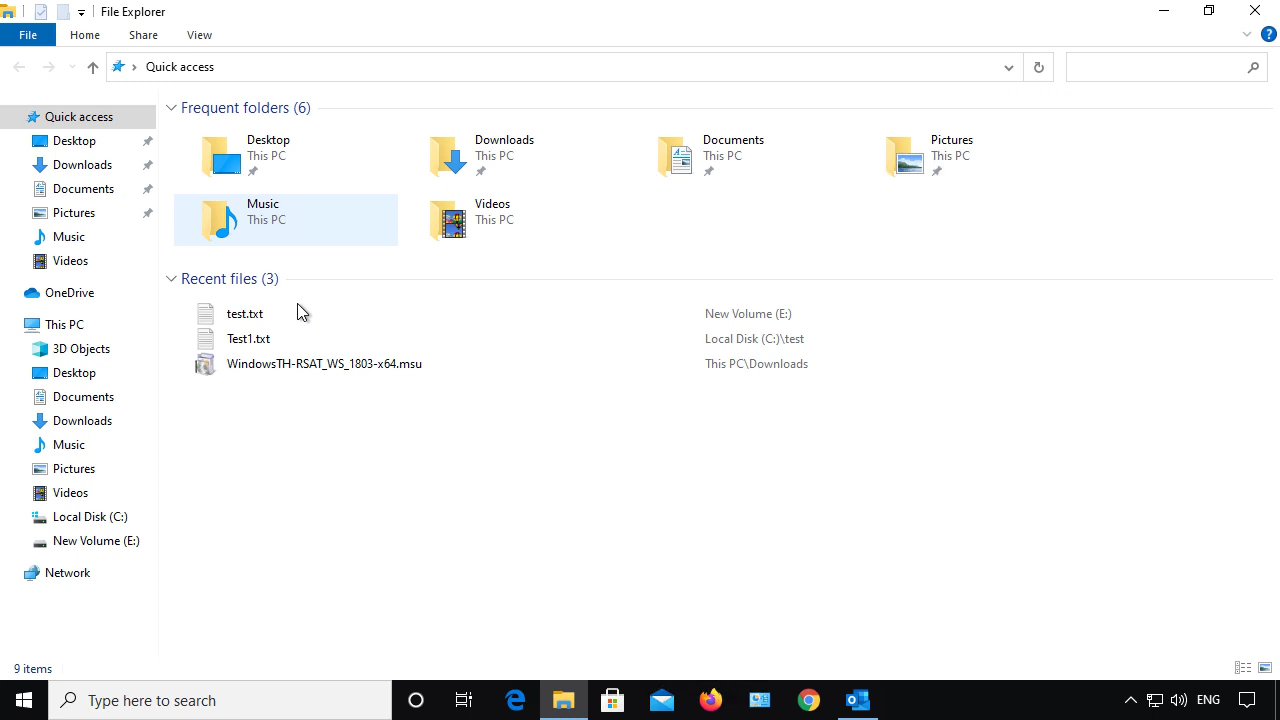 File Explorer
File Home Share View
Quick access
Quick access
Desktop
Downloads
Documents
Pictures
Music
Videos
OneDrive
This PC
3D Objects
Desktop
Documents
Downloads
Music
Pictures
Videos
Local Disk (C:)
New Volume (E:)
Network
Frequent folders (6)
Desktop
This PC
Downloads
This PC
Documents
This PC
Pictures
This PC
Music
This PC
Videos
This PC
Recent files (3)
test.txt New Volume (E:)
Test1.txt Local Disk (C:)\test
WindowsTH-RSAT_WS_1803-x64.msu This PC\Downloads
9 items
Type here to search
ENG